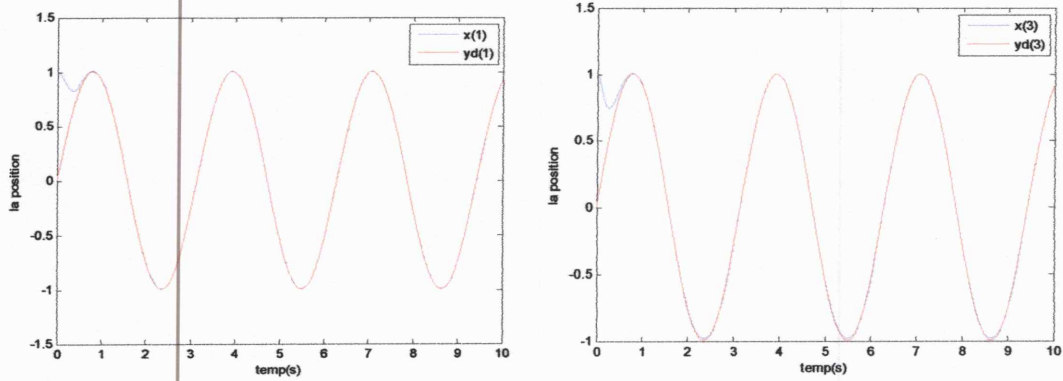 1.5
1
0.5
0
-0.5
-1
-1.5
la position
x(1)
yd(1)
0 1 2 3 4 5 6 7 8 9 10
temp(s)
1.5
1
0.5
0
-0.5
-1
la position
x(3)
yd(3)
0 1 2 3 4 5 6 7 8 9 10
temp(s)